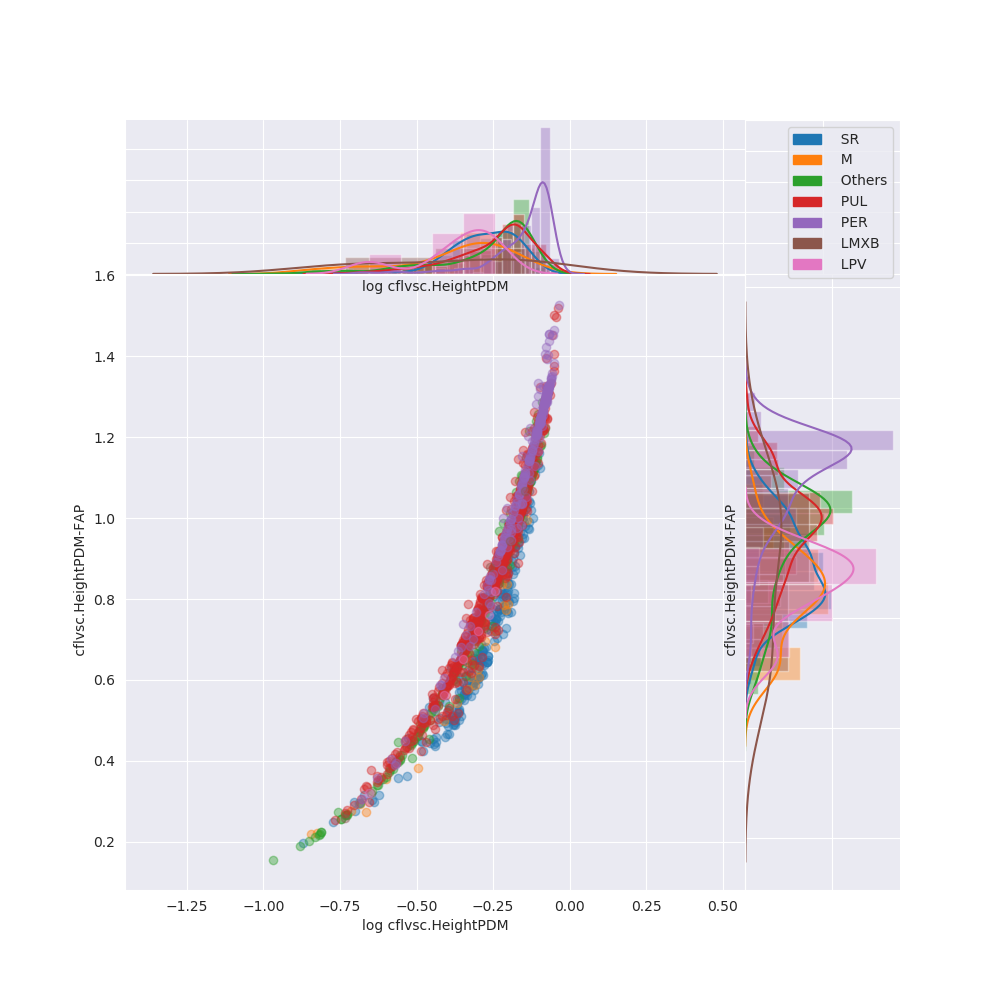 SR
M
Others
PUL
PER
LMXB
LPV
1.6
log cflvsc.HeightPDM
1.4
1.2
1.0
0.8
0.6
0.4
0.2
cflvsc.HeightPDM-FAP
cflvsc.HeightPDM-FAP
−1.25 −1.00 −0.75 −0.50 −0.25 0.00 0.25 0.50
log cflvsc.HeightPDM